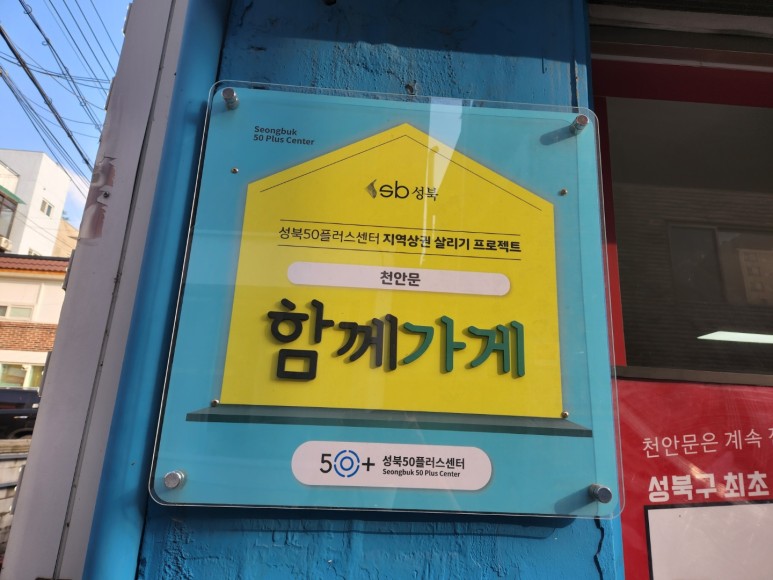 Seongbuk
50 Plus Center
sb 성북
성북50플러스센터 지역상권 살리기 프로젝트
천안문
함께가게
50+ 성북50플러스센터
Seongbuk 50 Plus Center
천안문은 계속
성북구 최초